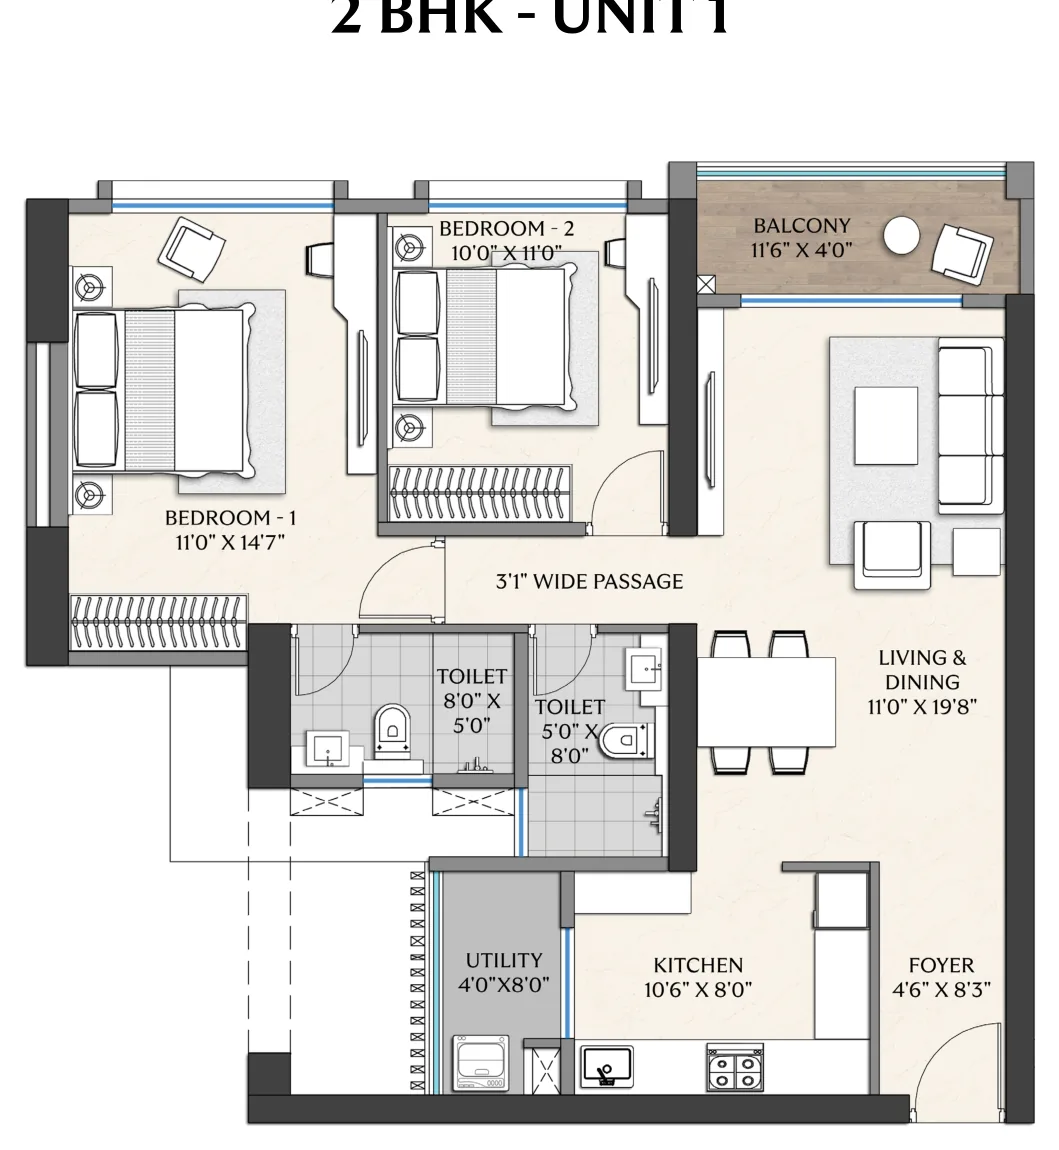 2 BHK - UNIT 1
BALCONY
11'6" X 4'0"
BEDROOM - 2
10'0" X 11'0"
BEDROOM - 1
11'0" X 14'7"
3'1" WIDE PASSAGE
LIVING &
DINING
11'0" X 19'8"
TOILET
8'0" X
5'0"
TOILET
5'0" X
8'0"
UTILITY
4'0"X8'0"
KITCHEN
10'6" X 8'0"
FOYER
4'6" X 8'3"